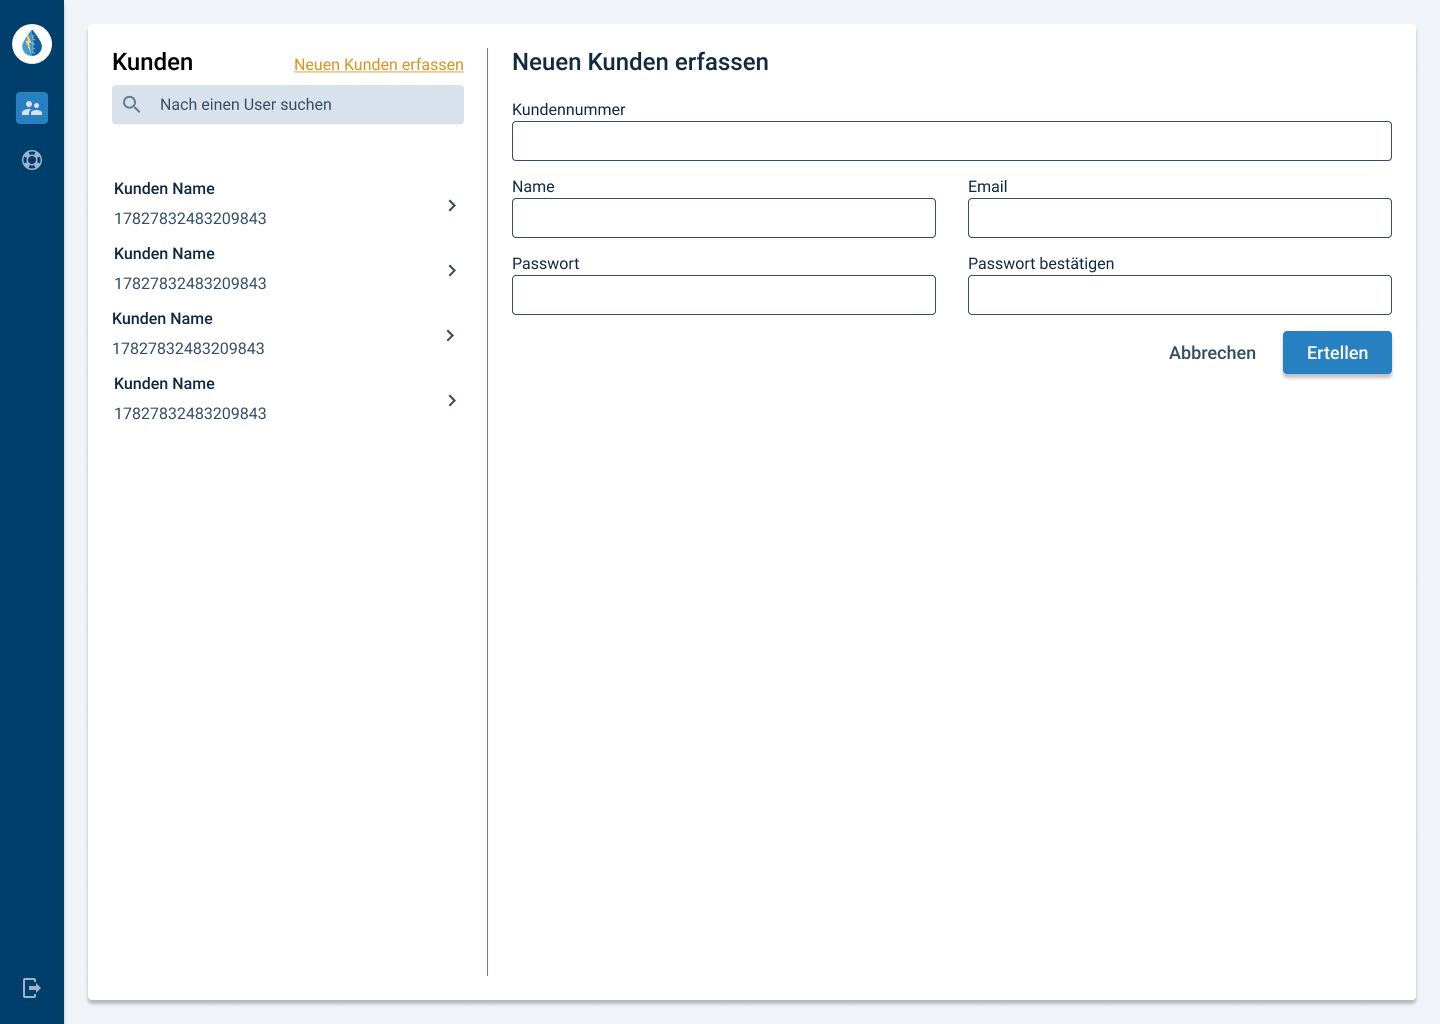 Kunden
Neuen Kunden erfassen
Nach einen User suchen
Kunden Name
17827832483209843
Kunden Name
17827832483209843
Kunden Name
17827832483209843
Kunden Name
17827832483209843
Neuen Kunden erfassen
Kundennummer
Name
Email
Passwort
Passwort bestätigen
Abbrechen
Ertellen